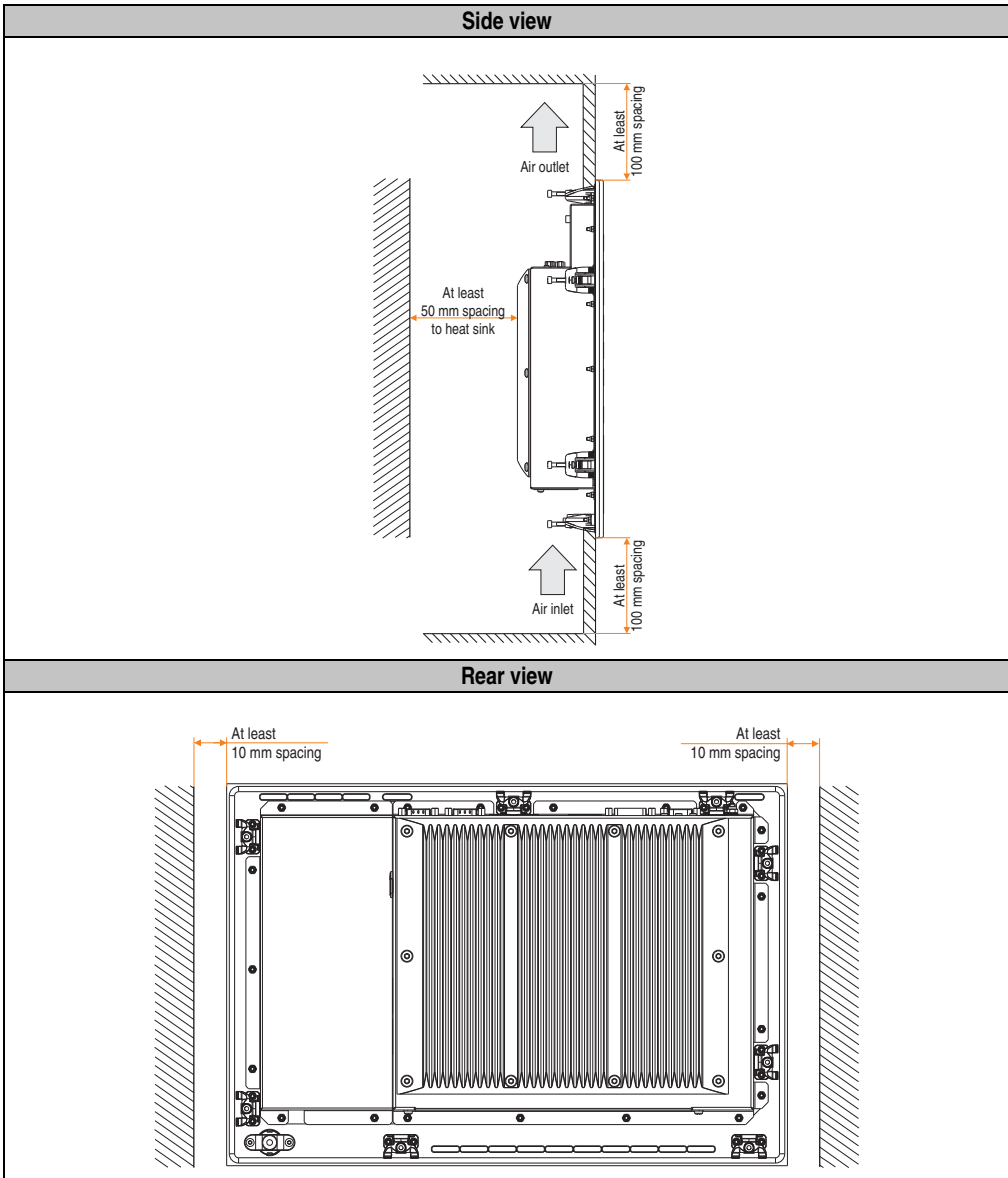 Side view
At least
100 mm spacing
Air outlet
At least
50 mm spacing
to heat sink
At least
100 mm spacing
Air inlet
Rear view
At least
10 mm spacing
At least
10 mm spacing